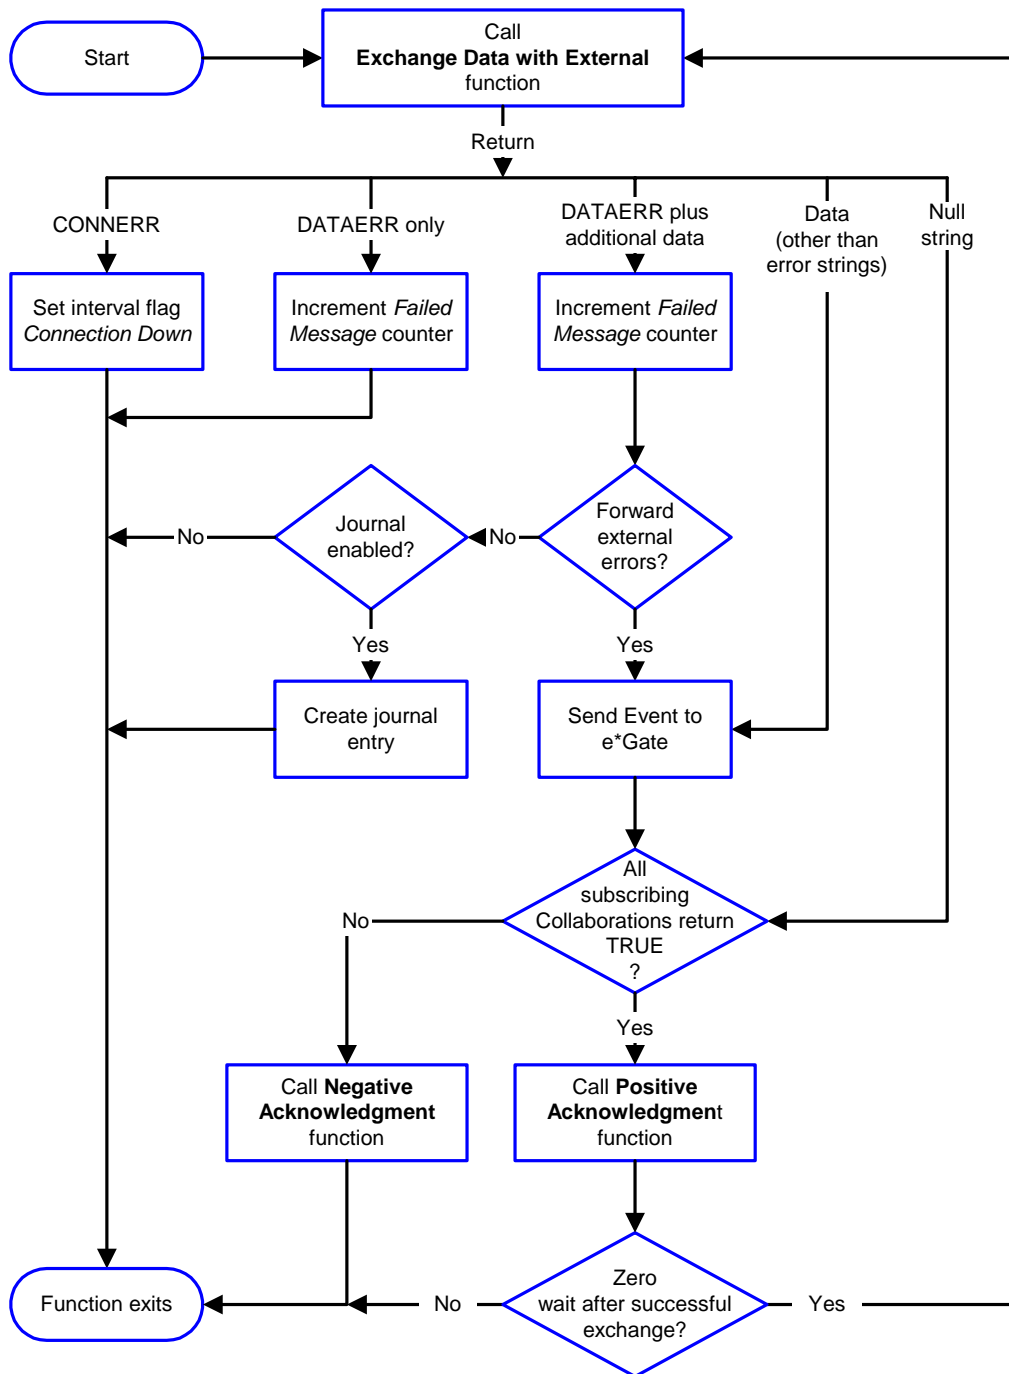 Start
Call
Exchange Data with External
function
Return
CONNERR
DATAERR only
DATAERR plus
additional data
Data
(other than
error strings)
Null
string
Set interval flag
Connection Down
Increment Failed
Message counter
Increment Failed
Message counter
Journal
enabled?
Forward
external
errors?
No
No
Yes
Yes
Create journal
entry
Send Event to
e*Gate
All
subscribing
Collaborations return
TRUE
?
No
Yes
Call Negative
Acknowledgment
function
Call Positive
Acknowledgment
function
Zero
wait after successful
exchange?
Function exits
No
Yes